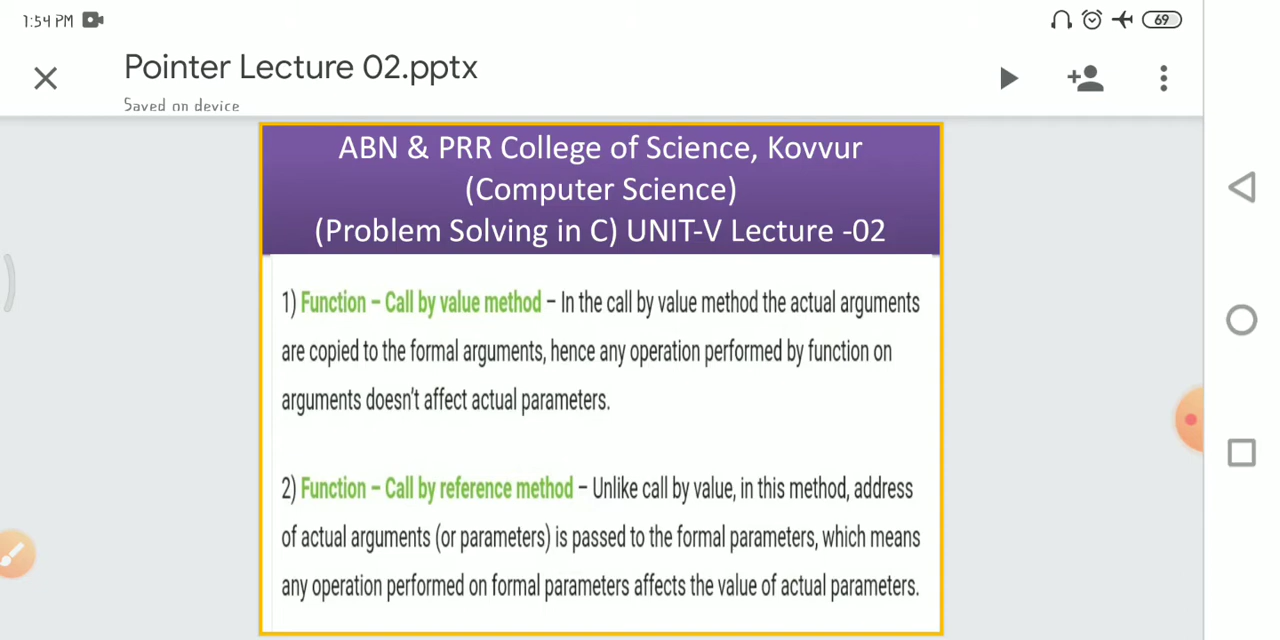 1:54 PM
69
Pointer Lecture 02.pptx
Saved on device
ABN & PRR College of Science, Kovvur
(Computer Science)
(Problem Solving in C) UNIT-V Lecture -02
1) Function – Call by value method – In the call by value method the actual arguments
are copied to the formal arguments, hence any operation performed by function on
arguments doesn't affect actual parameters.
2) Function – Call by reference method – Unlike call by value, in this method, address
of actual arguments (or parameters) is passed to the formal parameters, which means
any operation performed on formal parameters affects the value of actual parameters.